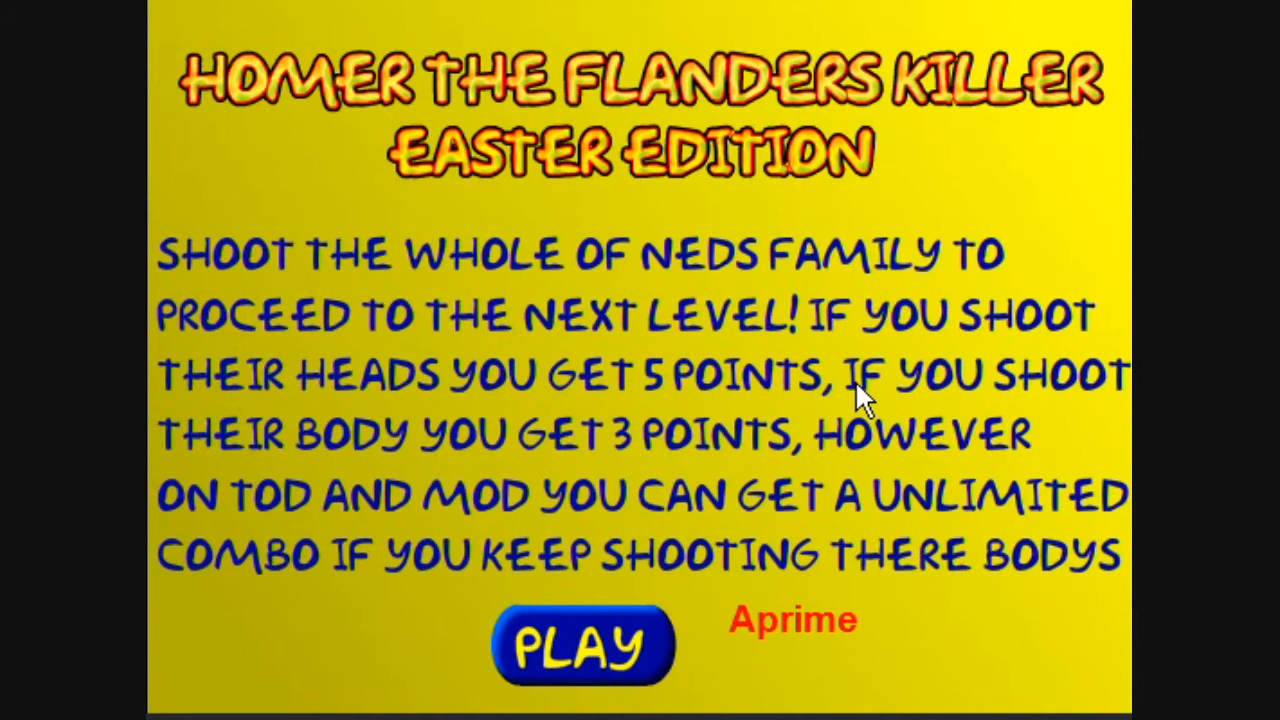 HOMER THE FLANDERS KILLER
EASTER EDITION
SHOOT THE WHOLE OF NEDS FAMILY TO
PROCEED TO THE NEXT LEVEL! IF YOU SHOOT
THEIR HEADS YOU GET 5 POINTS, IF YOU SHOOT
THEIR BODY YOU GET 3 POINTS, HOWEVER
ON TOD AND MOD YOU CAN GET A UNLIMITED
COMBO IF YOU KEEP SHOOTING THERE BODYS
PLAY
Aprime